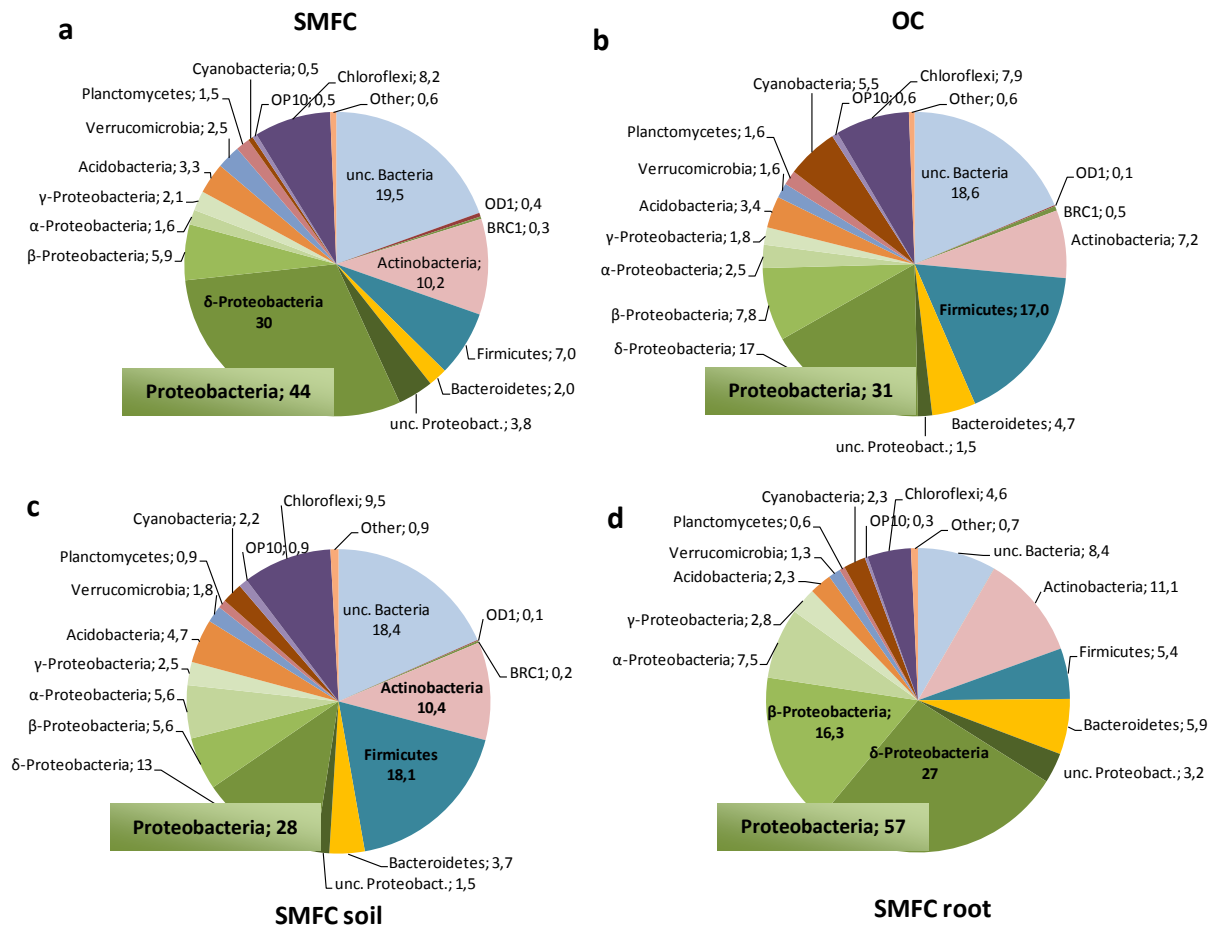 a
SMFC
Cyanobacteria; 0,5
Chloroflexi; 8,2
Planctomycetes; 1,5
OP10; 0,5
Other; 0,6
Verrucomicrobia; 2,5
Acidobacteria; 3,3
γ-Proteobacteria; 2,1
α-Proteobacteria; 1,6
β-Proteobacteria; 5,9
unc. Bacteria
19,5
OD1; 0,4
BRC1; 0,3
Actinobacteria;
10,2
δ-Proteobacteria
30
Firmicutes; 7,0
Proteobacteria; 44
Bacteroidetes; 2,0
unc. Proteobact.; 3,8
b
OC
Cyanobacteria; 5,5
Chloroflexi; 7,9
OP10; 0,6
Other; 0,6
Planctomycetes; 1,6
Verrucomicrobia; 1,6
Acidobacteria; 3,4
γ-Proteobacteria; 1,8
α-Proteobacteria; 2,5
β-Proteobacteria; 7,8
δ-Proteobacteria; 17
unc. Bacteria
18,6
OD1; 0,1
BRC1; 0,5
Actinobacteria; 7,2
Firmicutes; 17,0
Proteobacteria; 31
Bacteroidetes; 4,7
unc. Proteobact.; 1,5
c
Chloroflexi; 9,5
Cyanobacteria; 2,2
Other; 0,9
OP10; 0,9
Planctomycetes; 0,9
Verrucomicrobia; 1,8
Acidobacteria; 4,7
γ-Proteobacteria; 2,5
α-Proteobacteria; 5,6
β-Proteobacteria; 5,6
δ-Proteobacteria; 13
unc. Bacteria
18,4
OD1; 0,1
BRC1; 0,2
Actinobacteria
10,4
Firmicutes
18,1
Proteobacteria; 28
Bacteroidetes; 3,7
unc. Proteobact.; 1,5
SMFC soil
d
Cyanobacteria; 2,3
Chloroflexi; 4,6
Planctomycetes; 0,6
OP10; 0,3
Other; 0,7
Verrucomicrobia; 1,3
Acidobacteria; 2,3
γ-Proteobacteria; 2,8
α-Proteobacteria; 7,5
unc. Bacteria; 8,4
Actinobacteria; 11,1
Firmicutes; 5,4
Bacteroidetes; 5,9
β-Proteobacteria;
16,3
δ-Proteobacteria
27
unc. Proteobact.; 3,2
Proteobacteria; 57
SMFC root